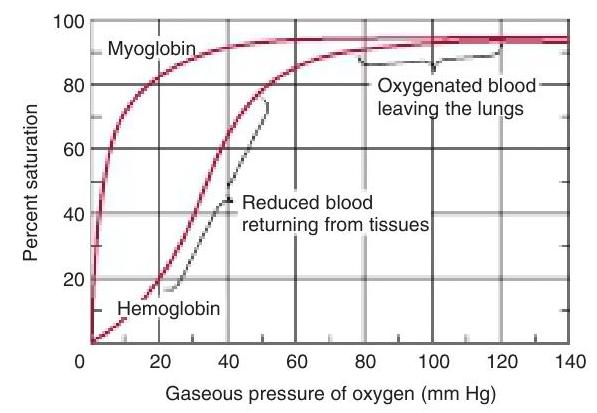 100
Myoglobin
80
Oxygenated blood
leaving the lungs
60
Percent saturation
40
Reduced blood
returning from tissues
20
Hemoglobin
0
20
40
60
80
100
120
140
Gaseous pressure of oxygen (mm Hg)